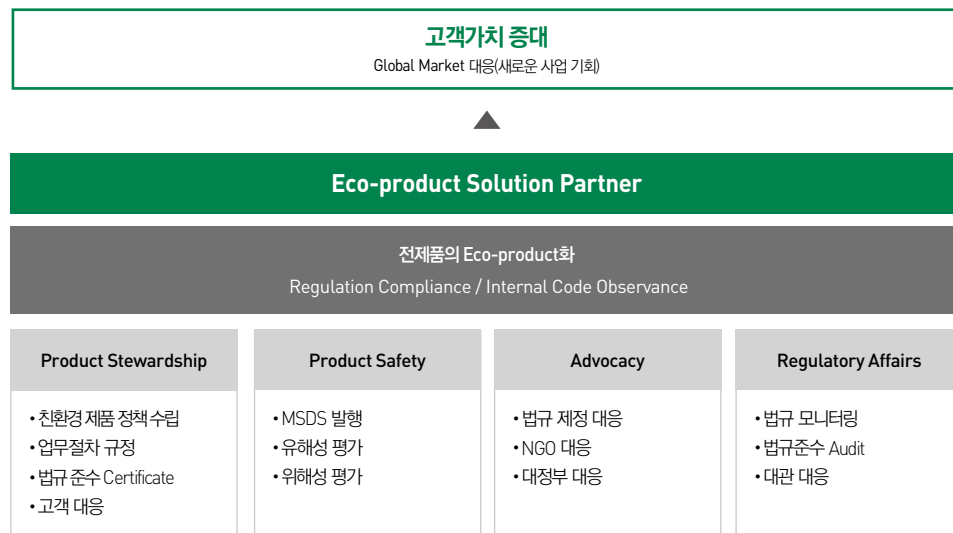 고객가치 증대
Global Market 대응(새로운 사업 기회)
Eco-product Solution Partner
전제품의 Eco-product화
Regulation Compliance / Internal Code Observance
Product Stewardship
• 친환경 제품 정책 수립
• 업무절차 규정
• 법규 준수 Certificate
• 고객 대응
Product Safety
• MSDS 발행
• 유해성 평가
• 위해성 평가
Advocacy
• 법규 제정 대응
• NGO 대응
• 대정부 대응
Regulatory Affairs
• 법규 모니터링
• 법규준수 Audit
• 대관 대응